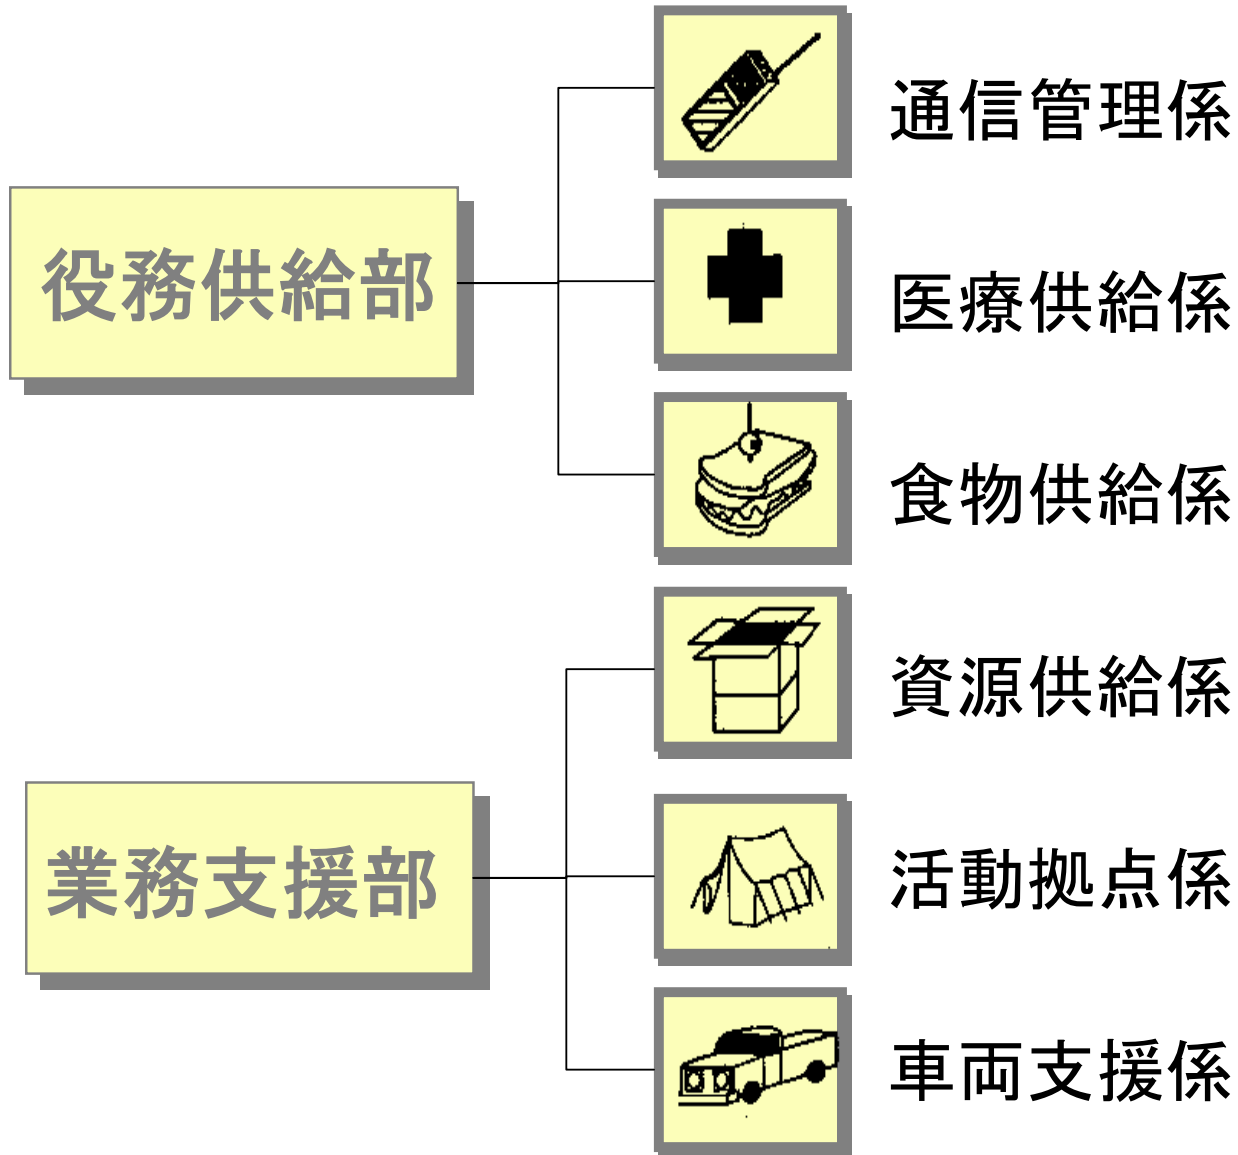 通信管理係
役務供給部
医療供給係
食物供給係
資源供給係
業務支援部
活動拠点係
車両支援係